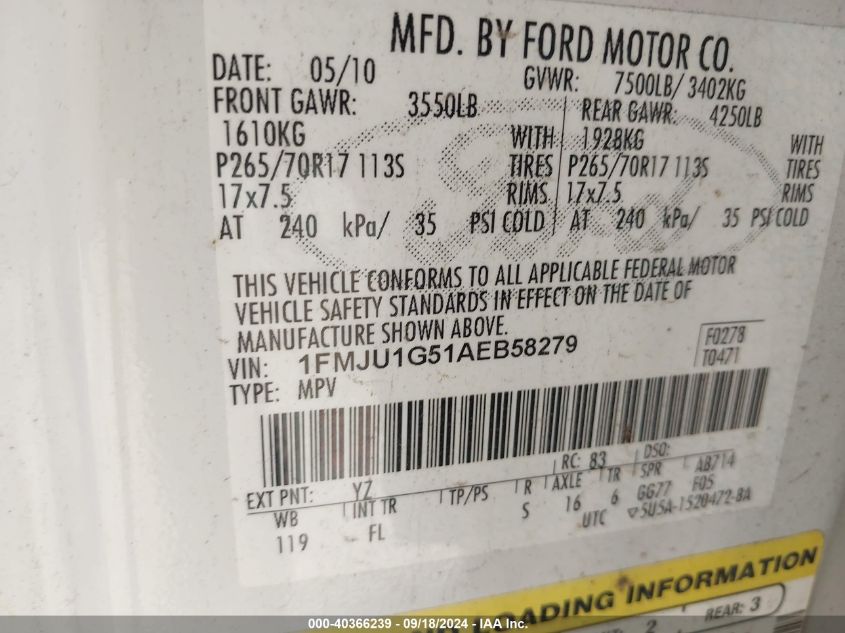 MFD. BY FORD MOTOR CO.
DATE: 05/10 GVWR: 7500LB/ 3402KG
FRONT GAWR: 3550LB REAR GAWR: 4250LB
1610KG WITH 1928KG WITH
P265/70R17 113S TIRES P265/70R17 113S TIRES
17x7.5 RIMS 17x7.5 RIMS
AT 240 kPa/ 35 PSI COLD AT 240 kPa/ 35 PSI COLD
THIS VEHICLE CONFORMS TO ALL APPLICABLE FEDERAL MOTOR
VEHICLE SAFETY STANDARDS IN EFFECT ON THE DATE OF
MANUFACTURE SHOWN ABOVE.
VIN: 1FMJU1G51AEB58279 F0278
TYPE: MPV T0471
EXT PNT: YZ RC: 83 DSO:
WB INT TR TP/PS R AXLE TR SPR AB714
119 FL S 16 6 GG77 F05
UTC ▽5U5A-1520472-BA
LOADING INFORMATION
2 REAR: 3
000-40366239 - 09/18/2024 - IAAI.COM